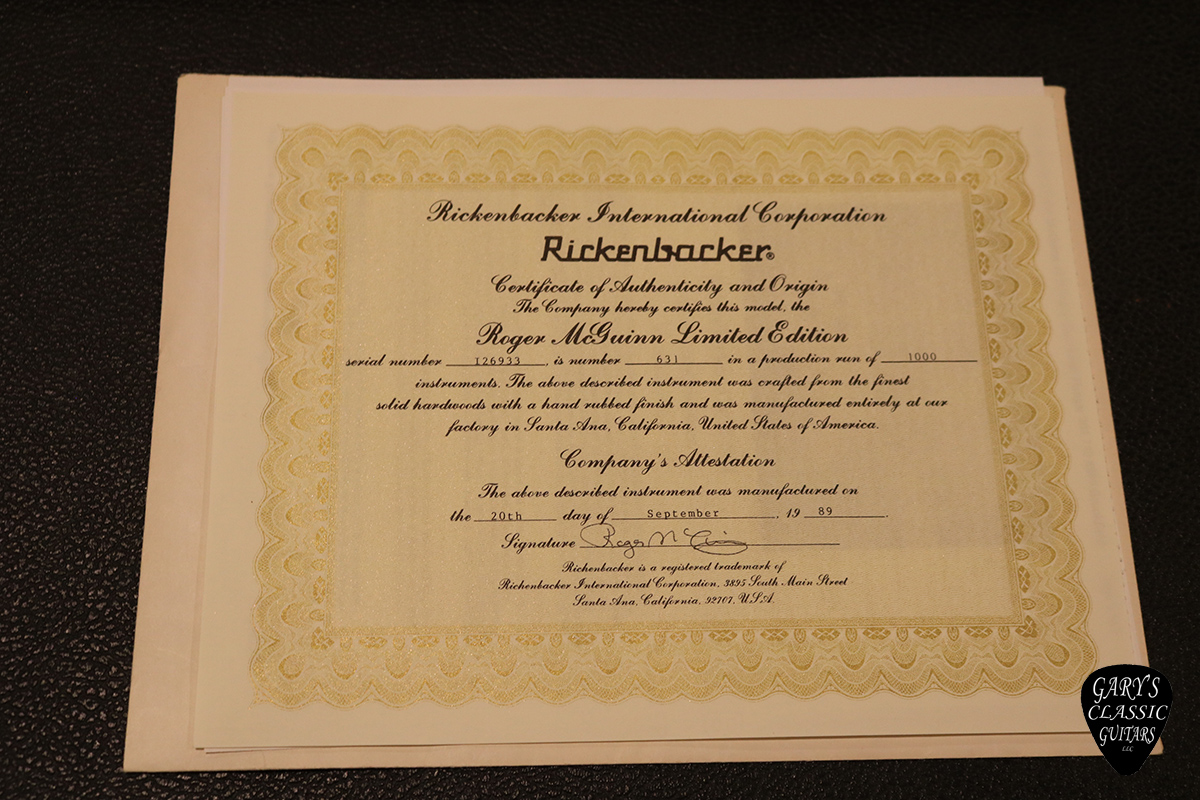 Rickenbacker International Corporation
Rickenbacker®
Certificate of Authenticity and Origin
The Company hereby certifies this model, the
Roger McGuinn Limited Edition
serial number I26933, is number 631 in a production run of 1000
instruments. The above described instrument was crafted from the finest
solid hardwoods with a hand rubbed finish and was manufactured entirely at our
factory in Santa Ana, California, United States of America.
Company's Attestation
The above described instrument was manufactured on
the 20th day of September, 19 89.
Signature Roger McGuinn
Rickenbacker is a registered trademark of
Rickenbacker International Corporation, 3895 South Main Street
Santa Ana, California, 92707, U.S.A.
GARY'S
CLASSIC
GUITARS
LLC